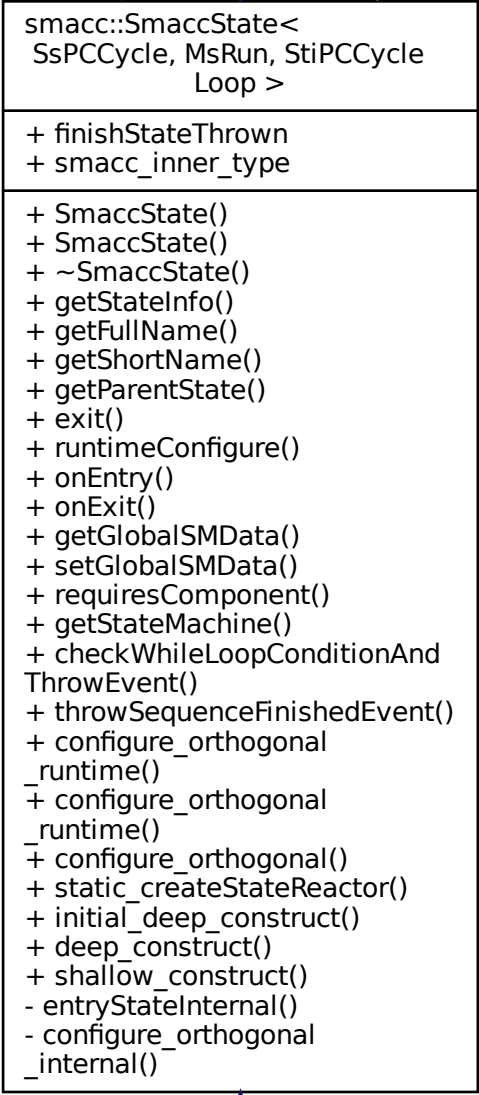 smacc::SmaccState<
SsPCCycle, MsRun, StiPCCycle
Loop >
+ finishStateThrown
+ smacc_inner_type
+ SmaccState()
+ SmaccState()
+ ~SmaccState()
+ getStateInfo()
+ getFullName()
+ getShortName()
+ getParentState()
+ exit()
+ runtimeConfigure()
+ onEntry()
+ onExit()
+ getGlobalSMData()
+ setGlobalSMData()
+ requiresComponent()
+ getStateMachine()
+ checkWhileLoopConditionAnd
ThrowEvent()
+ throwSequenceFinishedEvent()
+ configure_orthogonal
_runtime()
+ configure_orthogonal
_runtime()
+ configure_orthogonal()
+ static_createStateReactor()
+ initial_deep_construct()
+ deep_construct()
+ shallow_construct()
- entryStateInternal()
- configure_orthogonal
_internal()